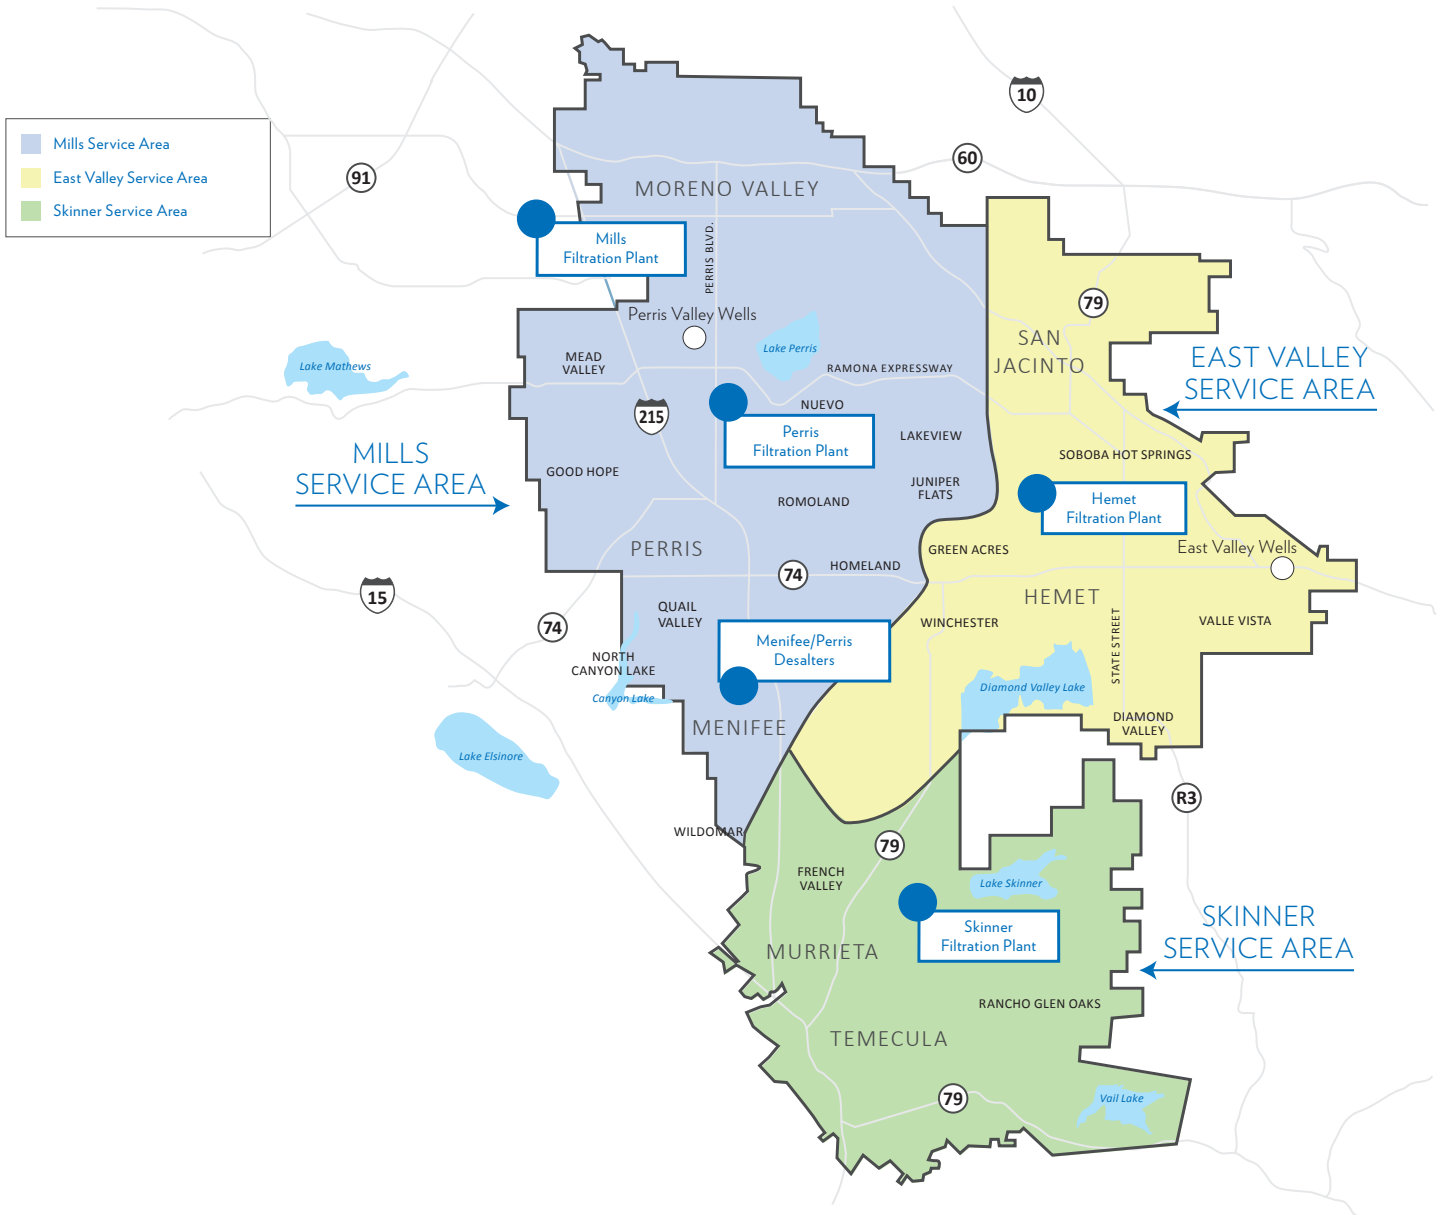 10
60
91
Mills Service Area
East Valley Service Area
Skinner Service Area
MORENO VALLEY
Mills
Filtration Plant
PERRIS BLVD.
79
Perris Valley Wells
SAN
JACINTO
Lake Perris
Lake Mathews
MEAD
VALLEY
RAMONA EXPRESSWAY
EAST VALLEY
SERVICE AREA
215
NUEVO
Perris
Filtration Plant
LAKEVIEW
MILLS
SERVICE AREA
SOBOBA HOT SPRINGS
GOOD HOPE
JUNIPER
FLATS
ROMOLAND
Hemet
Filtration Plant
PERRIS
GREEN ACRES
East Valley Wells
HOMELAND
74
15
HEMET
QUAIL
VALLEY
74
WINCHESTER
STATE STREET
VALLE VISTA
Menifee/Perris
Desalters
NORTH
CANYON LAKE
Canyon Lake
Diamond Valley Lake
MENIFEE
DIAMOND
VALLEY
Lake Elsinore
R3
WILDOMAR
79
FRENCH
VALLEY
Lake Skinner
SKINNER
SERVICE AREA
Skinner
Filtration Plant
MURRIETA
RANCHO GLEN OAKS
TEMECULA
79
Vail Lake